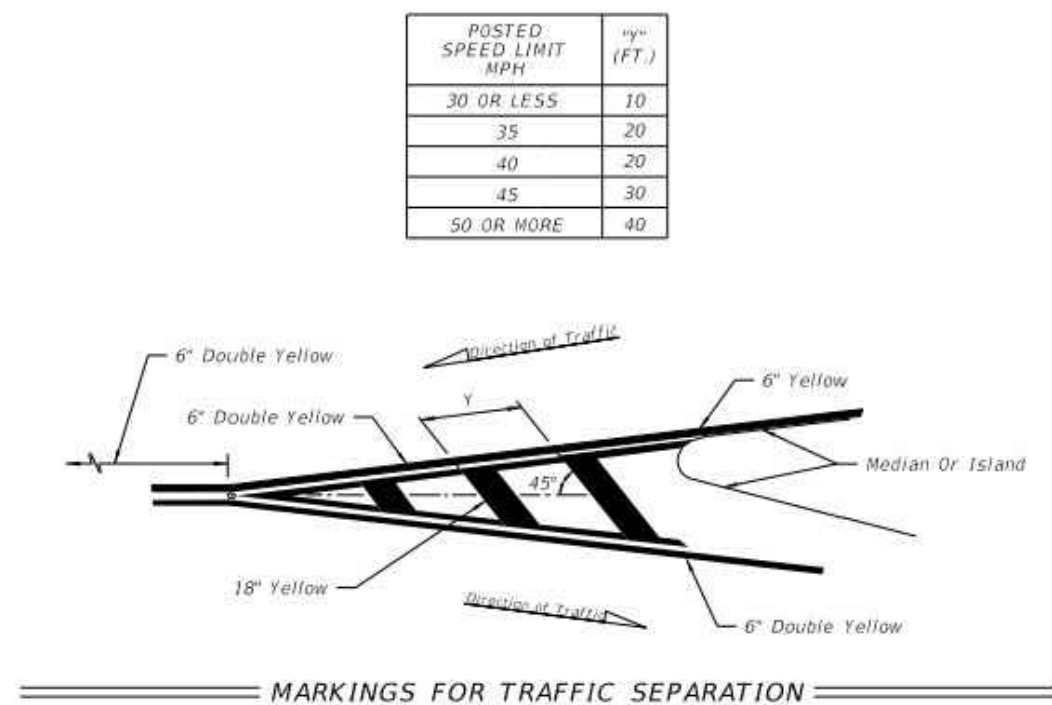 POSTED
SPEED LIMIT
MPH
"Y"
(FT.)
30 OR LESS 10
35 20
40 20
45 30
50 OR MORE 40
Direction of Traffic
6" Double Yellow
6" Yellow
Y
6" Double Yellow
Median Or Island
45°
18" Yellow
Direction of Traffic
6" Double Yellow
MARKINGS FOR TRAFFIC SEPARATION